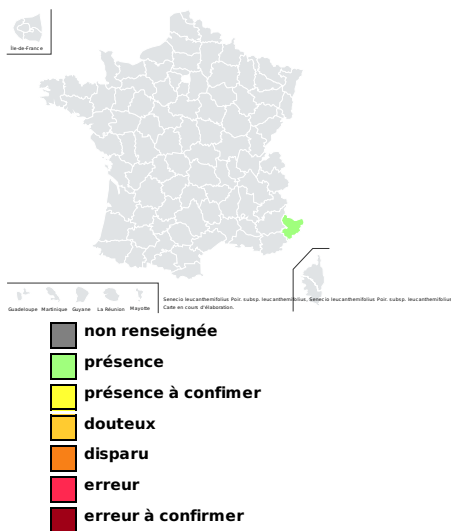 Île-de-France
Guadeloupe Martinique Guyane La Réunion Mayotte
Senecio leucanthemifolius Poir. subsp. leucanthemifolius, Senecio leucanthemifolius Poir. subsp. leucanthemifolius
Carte en cours d'élaboration.
non renseignée
présence
présence à confimer
douteux
disparu
erreur
erreur à confirmer